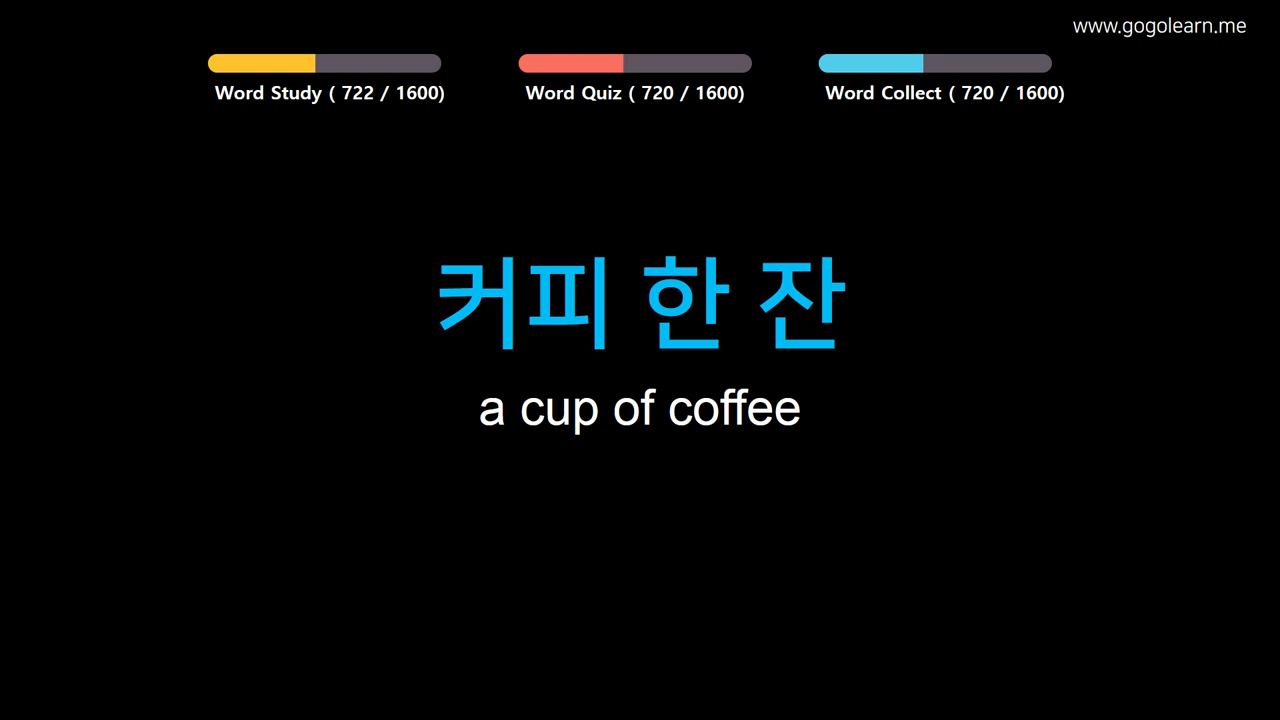 www.gogolearn.me
Word Study ( 722 / 1600)
Word Quiz ( 720 / 1600)
Word Collect ( 720 / 1600)
커피 한 잔
a cup of coffee